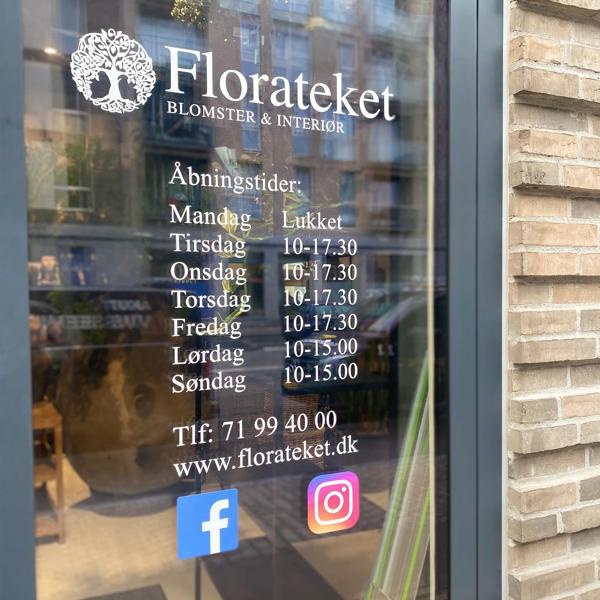 Florateket
BLOMSTER & INTERIØR
Åbningstider:
Mandag Lukket
Tirsdag 10-17.30
Onsdag 10-17.30
Torsdag 10-17.30
Fredag 10-17.30
Lørdag 10-15.00
Søndag 10-15.00
Tlf: 71 99 40 00
www.florateket.dk